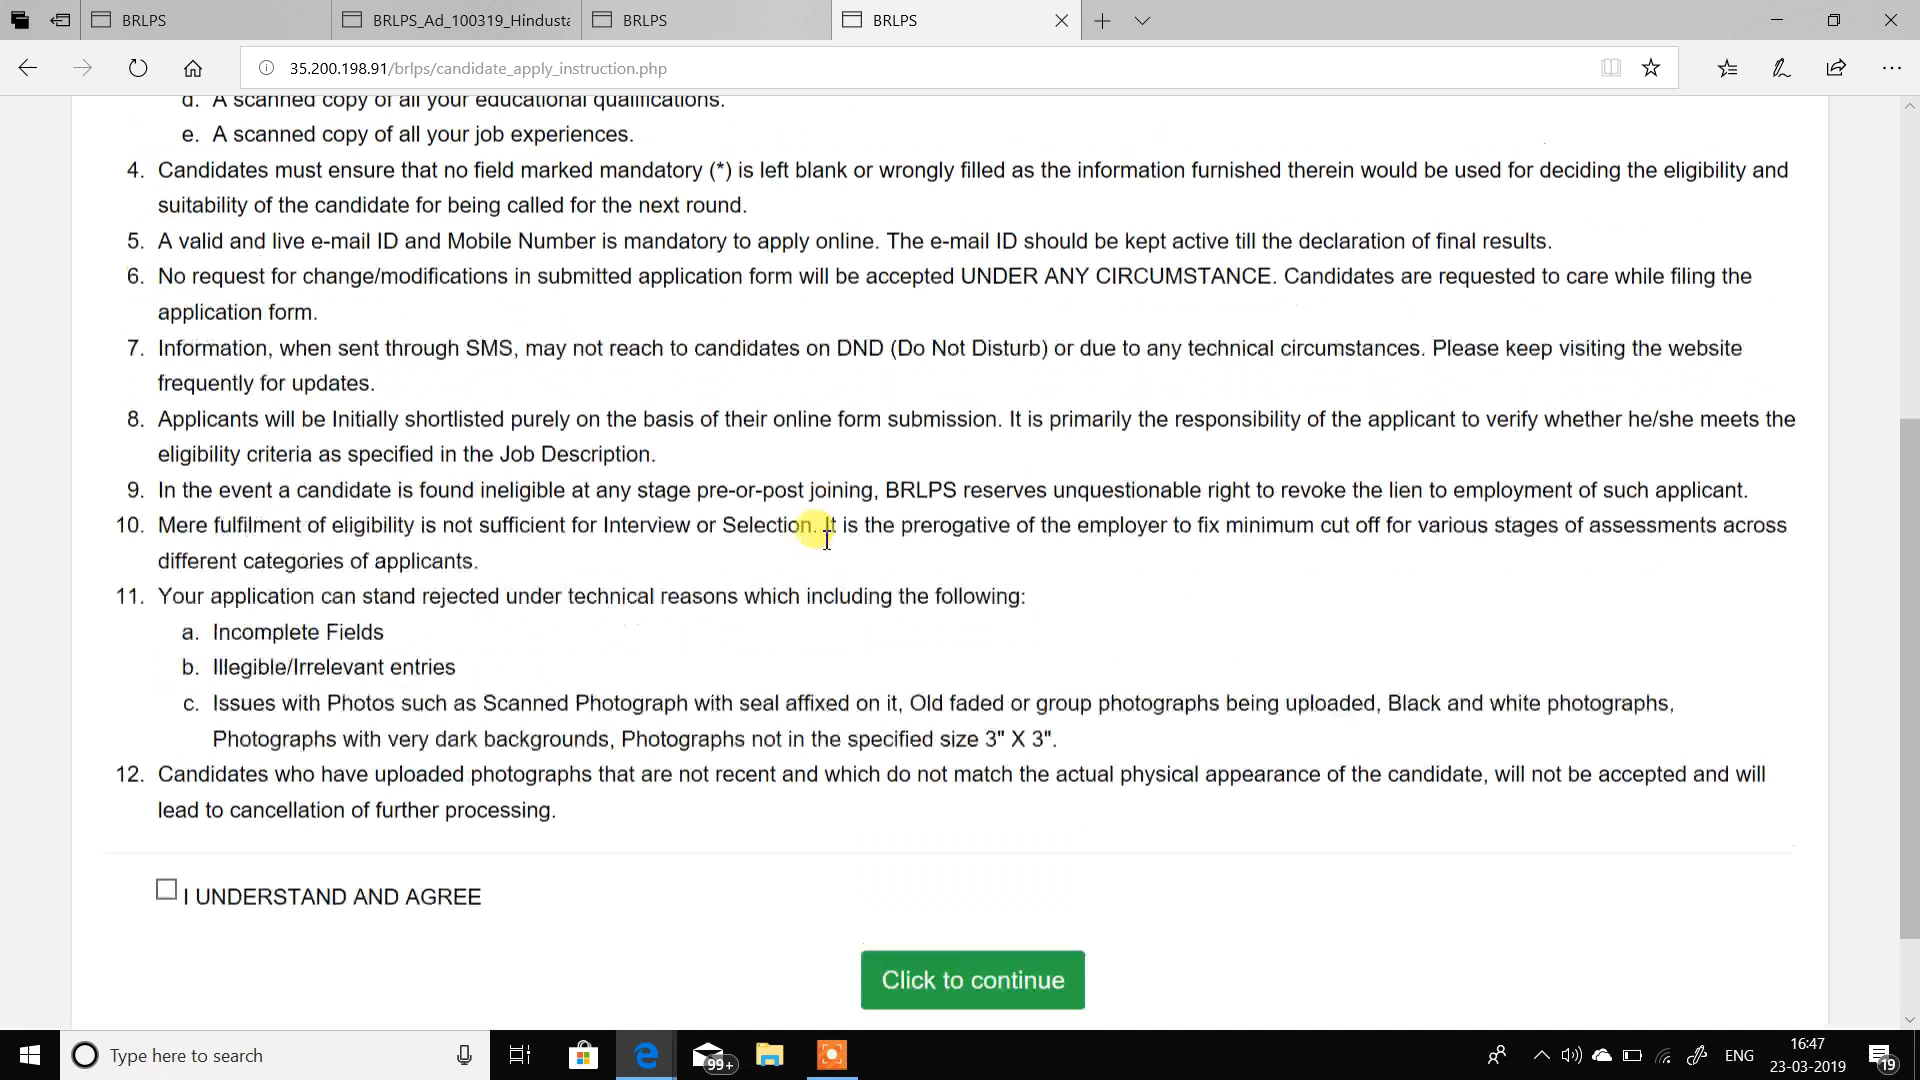 BRLPS
BRLPS_Ad_100319_Hindusta
BRLPS
BRLPS
35.200.198.91/brlps/candidate_apply_instruction.php
d. A scanned copy of all your educational qualifications.
e. A scanned copy of all your job experiences.
4. Candidates must ensure that no field marked mandatory (*) is left blank or wrongly filled as the information furnished therein would be used for deciding the eligibility and
suitability of the candidate for being called for the next round.
5. A valid and live e-mail ID and Mobile Number is mandatory to apply online. The e-mail ID should be kept active till the declaration of final results.
6. No request for change/modifications in submitted application form will be accepted UNDER ANY CIRCUMSTANCE. Candidates are requested to care while filing the
application form.
7. Information, when sent through SMS, may not reach to candidates on DND (Do Not Disturb) or due to any technical circumstances. Please keep visiting the website
frequently for updates.
8. Applicants will be Initially shortlisted purely on the basis of their online form submission. It is primarily the responsibility of the applicant to verify whether he/she meets the
eligibility criteria as specified in the Job Description.
9. In the event a candidate is found ineligible at any stage pre-or-post joining, BRLPS reserves unquestionable right to revoke the lien to employment of such applicant.
10. Mere fulfilment of eligibility is not sufficient for Interview or Selection. It is the prerogative of the employer to fix minimum cut off for various stages of assessments across
different categories of applicants.
11. Your application can stand rejected under technical reasons which including the following:
a. Incomplete Fields
b. Illegible/Irrelevant entries
c. Issues with Photos such as Scanned Photograph with seal affixed on it, Old faded or group photographs being uploaded, Black and white photographs,
Photographs with very dark backgrounds, Photographs not in the specified size 3" X 3".
12. Candidates who have uploaded photographs that are not recent and which do not match the actual physical appearance of the candidate, will not be accepted and will
lead to cancellation of further processing.
I UNDERSTAND AND AGREE
Click to continue
Type here to search
99+
ENG
16:47
23-03-2019
19